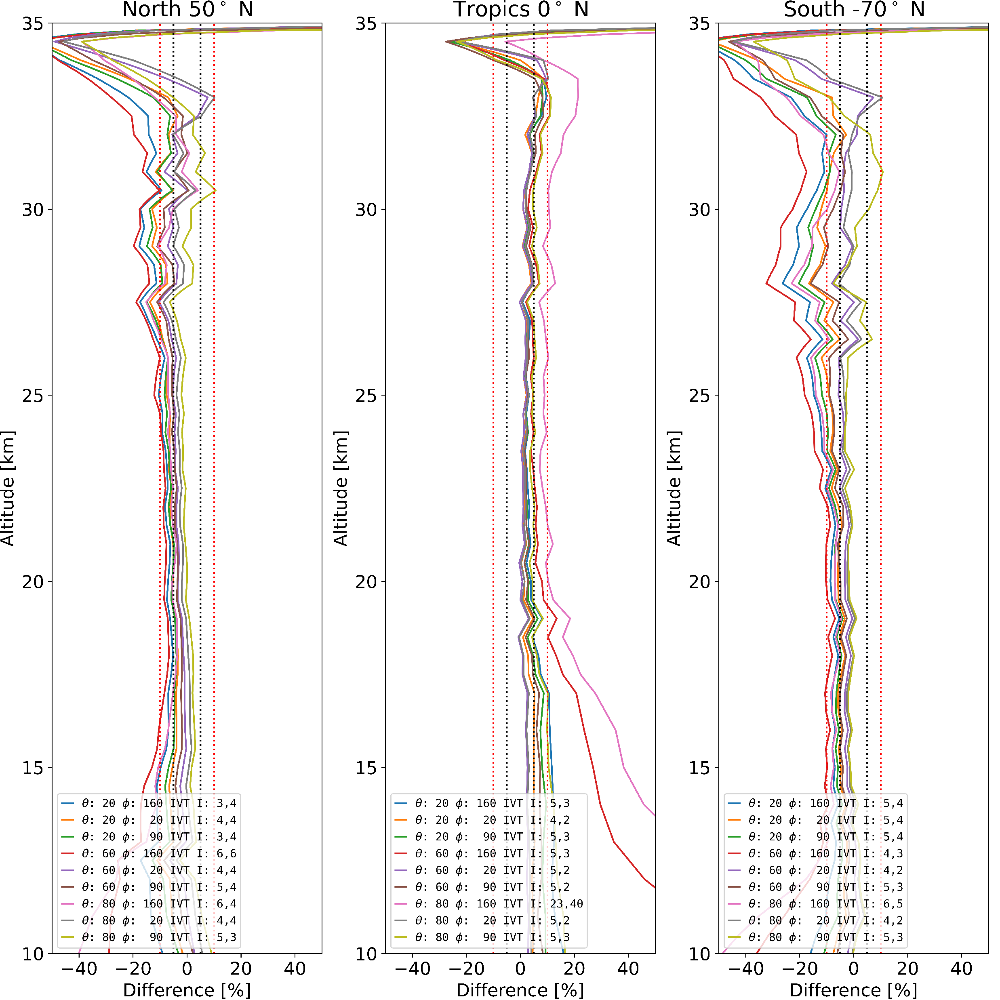 North 50° N
35
30
25
20
15
10
Altitude [km]
θ: 20 ϕ: 160 IVT I: 3,4
θ: 20 ϕ:  20 IVT I: 4,4
θ: 20 ϕ:  90 IVT I: 3,4
θ: 60 ϕ: 160 IVT I: 6,6
θ: 60 ϕ:  20 IVT I: 4,4
θ: 60 ϕ:  90 IVT I: 5,4
θ: 80 ϕ: 160 IVT I: 6,4
θ: 80 ϕ:  20 IVT I: 4,4
θ: 80 ϕ:  90 IVT I: 5,3
−40 −20 0 20 40
Difference [%]
Tropics 0° N
35
30
25
20
15
10
Altitude [km]
θ: 20 ϕ: 160 IVT I: 5,3
θ: 20 ϕ:  20 IVT I: 4,2
θ: 20 ϕ:  90 IVT I: 5,3
θ: 60 ϕ: 160 IVT I: 5,3
θ: 60 ϕ:  20 IVT I: 5,2
θ: 60 ϕ:  90 IVT I: 5,2
θ: 80 ϕ: 160 IVT I: 23,40
θ: 80 ϕ:  20 IVT I: 5,2
θ: 80 ϕ:  90 IVT I: 5,3
−40 −20 0 20 40
Difference [%]
South -70° N
35
30
25
20
15
10
Altitude [km]
θ: 20 ϕ: 160 IVT I: 5,4
θ: 20 ϕ:  20 IVT I: 5,4
θ: 20 ϕ:  90 IVT I: 5,4
θ: 60 ϕ: 160 IVT I: 4,3
θ: 60 ϕ:  20 IVT I: 4,2
θ: 60 ϕ:  90 IVT I: 5,3
θ: 80 ϕ: 160 IVT I: 6,5
θ: 80 ϕ:  20 IVT I: 4,2
θ: 80 ϕ:  90 IVT I: 5,3
−40 −20 0 20 40
Difference [%]